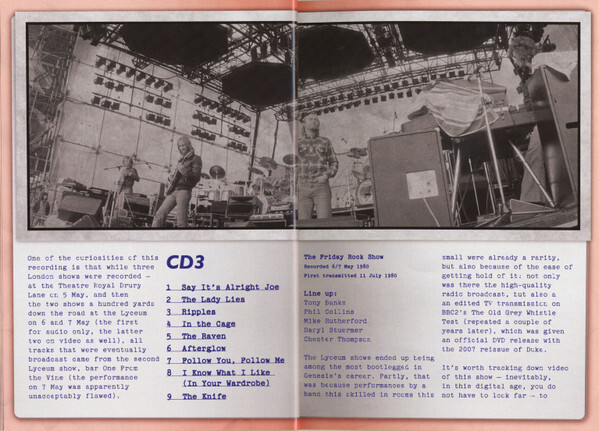 One of the curiosities of this
recording is that while three
London shows were recorded –
at the Theatre Royal Drury
Lane on 5 May, and then
the two shows a hundred yards
down the road at the Lyceum
on 6 and 7 May (the first
for audio only, the latter
two on video as well), all
tracks that were eventually
broadcast came from the second
Lyceum show, bar One From
the Vine (the performance
on 7 May was apparently
unacceptably flawed).
CD3
1 Say It's Alright Joe
2 The Lady Lies
3 Ripples
4 In the Cage
5 The Raven
6 Afterglow
7 Follow You, Follow Me
8 I Know What I Like
(In Your Wardrobe)
9 The Knife
The Friday Rock Show
Recorded 6/7 May 1980
First transmitted 11 July 1980
Line up:
Tony Banks
Phil Collins
Mike Rutherford
Daryl Stuermer
Chester Thompson
The Lyceum shows ended up being
among the most bootlegged in
Genesis's career. Partly, that
was because performances by a
band this skilled in rooms this
small were already a rarity,
but also because of the ease of
getting hold of it: not only
was there the high-quality
radio broadcast, but also a
an edited TV transmission on
BBC2's The Old Grey Whistle
Test (repeated a couple of
years later), which was given
an official DVD release with
the 2007 reissue of Duke.
It's worth tracking down video
of this show – inevitably,
in this digital age, you do
not have to look far – to